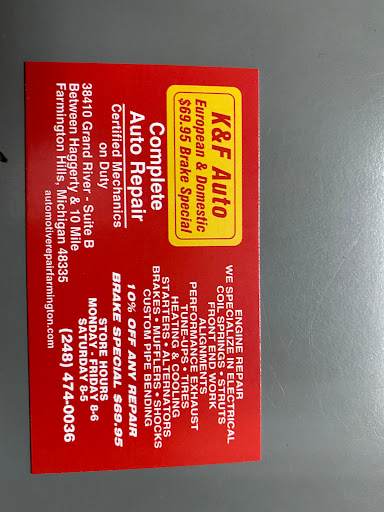 K&F Auto
European & Domestic
$69.95 Brake Special
Complete
Auto Repair
Certified Mechanics
on Duty
38410 Grand River - Suite B
Between Haggerty & 10 Mile
Farmington Hills, Michigan 48335
automotiverepairfarmington.com
ENGINE REPAIR
WE SPECIALIZE IN ELECTRICAL
COIL SPRINGS • STRUTS
FRONT END WORK
ALIGNMENTS
PERFORMANCE EXHAUST
TUNE-UPS • TIRES
HEATING & COOLING
STARTERS • ALTERNATORS
BRAKES • MUFFLERS • SHOCKS
CUSTOM PIPE BENDING
10% OFF ANY REPAIR
BRAKE SPECIAL $69.95
STORE HOURS
MONDAY - FRIDAY 8-6
SATURDAY 8-5
(248) 474-0036